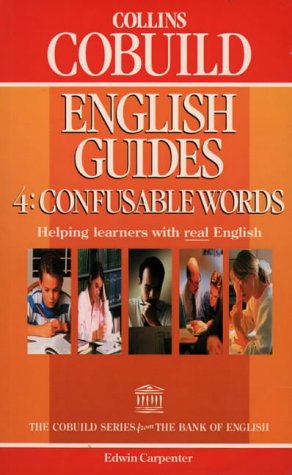 COLLINS
COBUILD
ENGLISH
GUIDES
4: CONFUSABLE WORDS
Helping learners with real English
THE COBUILD SERIES from THE BANK OF ENGLISH
Edwin Carpenter